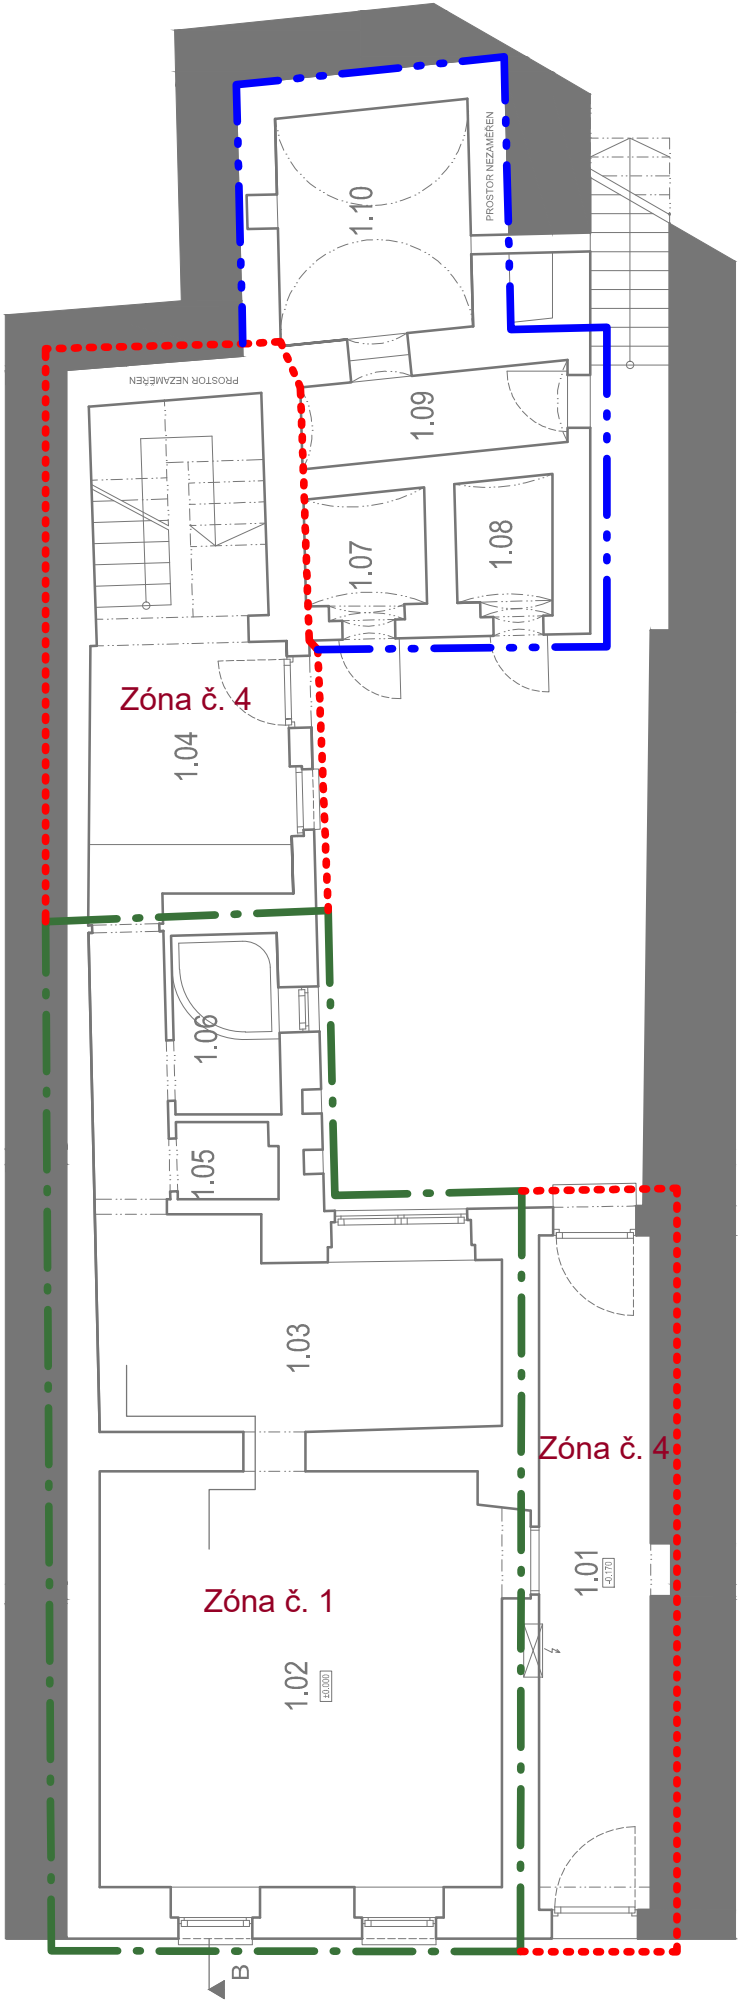 PROSTOR NEZAMĚŘEN
1.10
PROSTOR NEZAMĚŘEN
1.09
1.07
1.08
Zóna č. 4
1.04
1.06
1.05
1.03
Zóna č. 4
1.01
-0.170
Zóna č. 1
1.02
±0.000
B